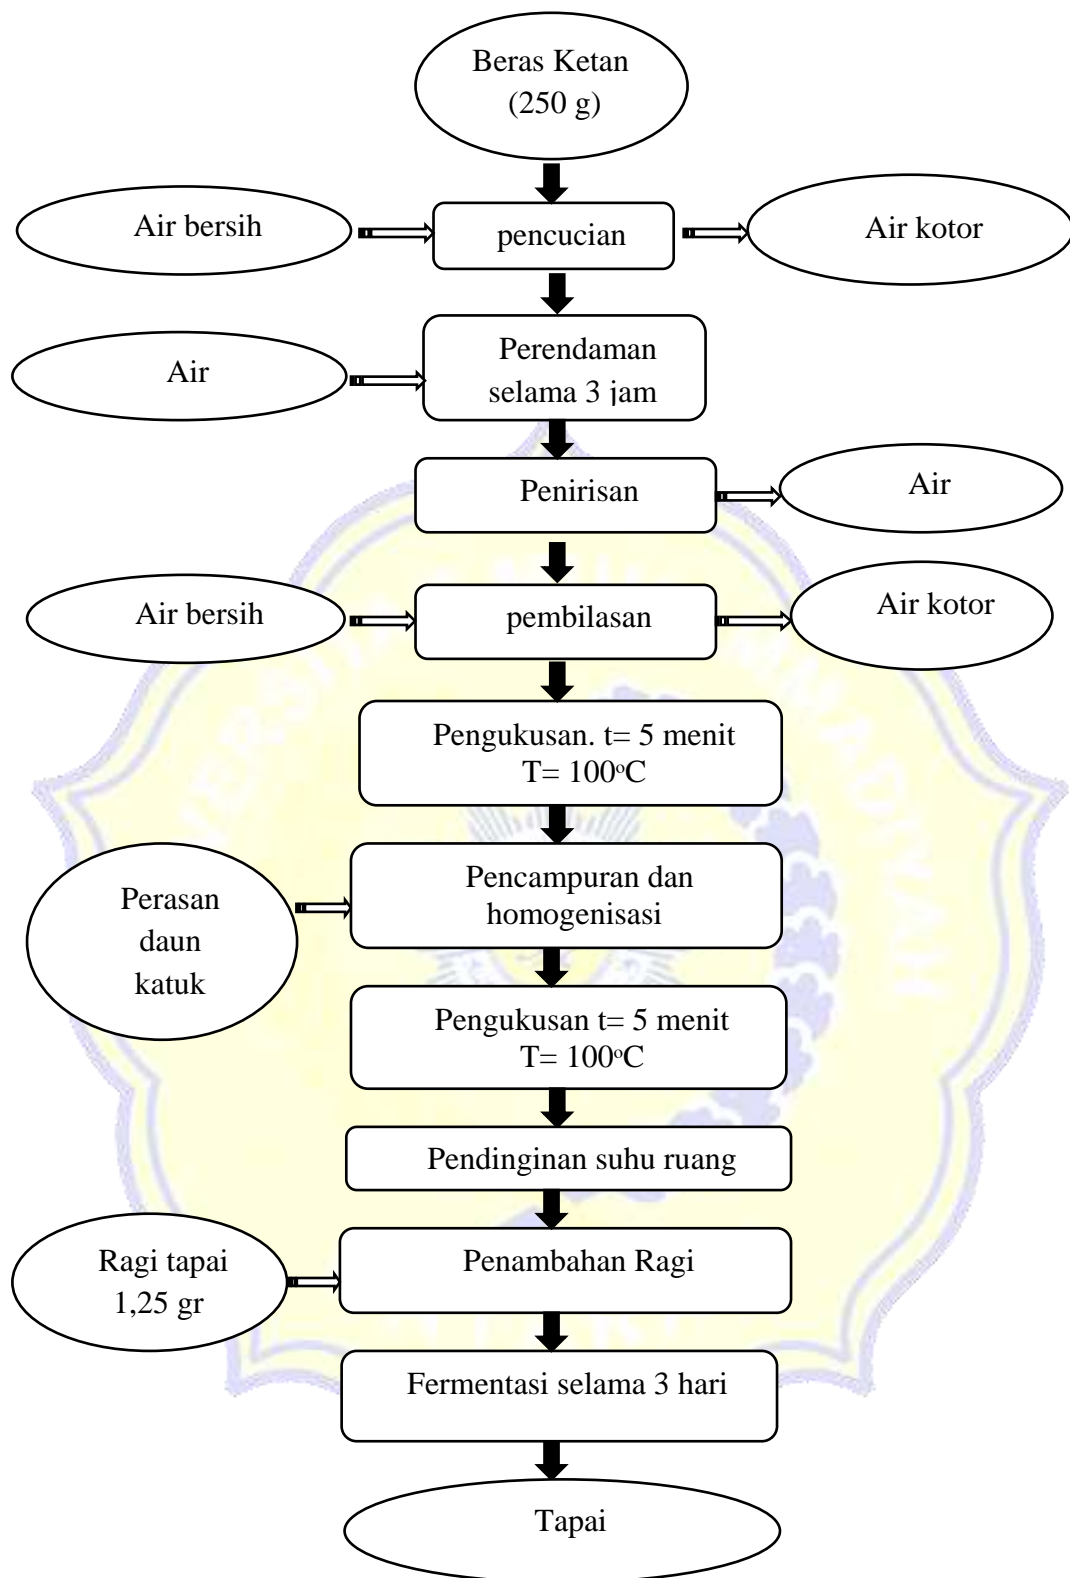 Beras Ketan
(250 g)
Air bersih
pencucian
Air kotor
Air
Perendaman
selama 3 jam
Penirisan
Air
Air bersih
pembilasan
Air kotor
Pengukusan. t= 5 menit
T= 100°C
Perasan
daun
katuk
Pencampuran dan
homogenisasi
Pengukusan t= 5 menit
T= 100°C
Pendinginan suhu ruang
Ragi tapai
1,25 gr
Penambahan Ragi
Fermentasi selama 3 hari
Tapai